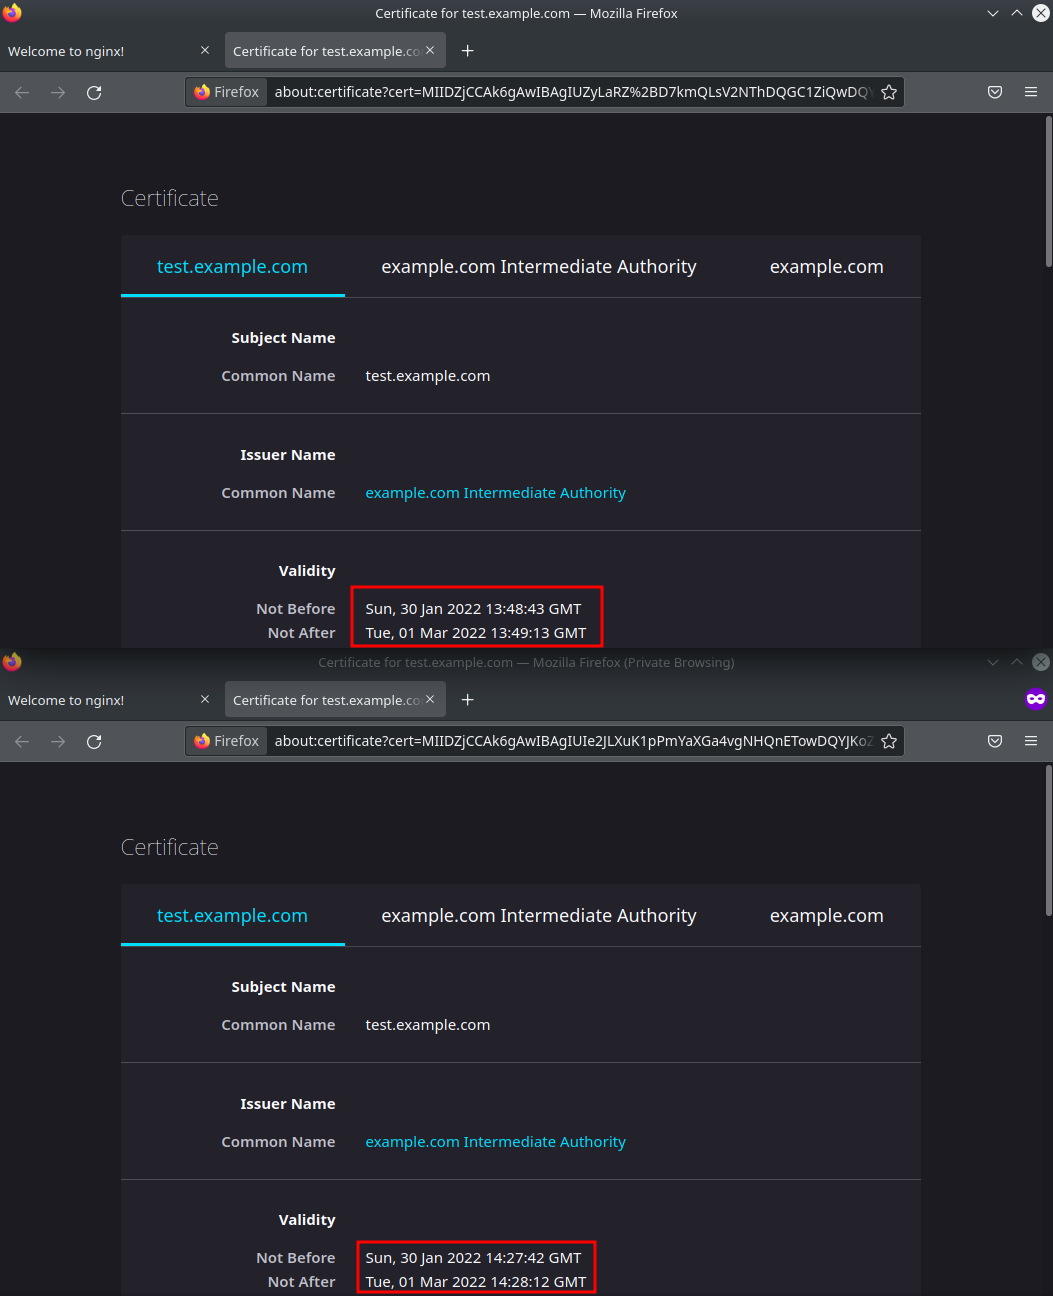 Certificate for test.example.com — Mozilla Firefox
Welcome to nginx!
Certificate for test.example.co
Firefox about:certificate?cert=MIIDZjCCAk6gAwIBAgIUZyLaRZ%2BD7kmQLsV2NThDQGC1ZiQwDQY
Certificate
test.example.com example.com Intermediate Authority example.com
Subject Name
Common Name test.example.com
Issuer Name
Common Name example.com Intermediate Authority
Validity
Not Before Sun, 30 Jan 2022 13:48:43 GMT
Not After Tue, 01 Mar 2022 13:49:13 GMT
Certificate for test.example.com — Mozilla Firefox (Private Browsing)
Welcome to nginx!
Certificate for test.example.co
Firefox about:certificate?cert=MIIDZjCCAk6gAwIBAgIUIe2JLXuK1pPmYaXGa4vgNHQnETowDQYJKoZ
Certificate
test.example.com example.com Intermediate Authority example.com
Subject Name
Common Name test.example.com
Issuer Name
Common Name example.com Intermediate Authority
Validity
Not Before Sun, 30 Jan 2022 14:27:42 GMT
Not After Tue, 01 Mar 2022 14:28:12 GMT